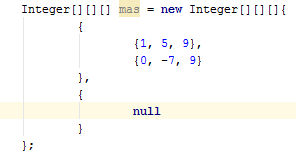 Integer[][][] mas = new Integer[][][]{
{
{1, 5, 9},
{0, -7, 9}
},
{
null
}
};